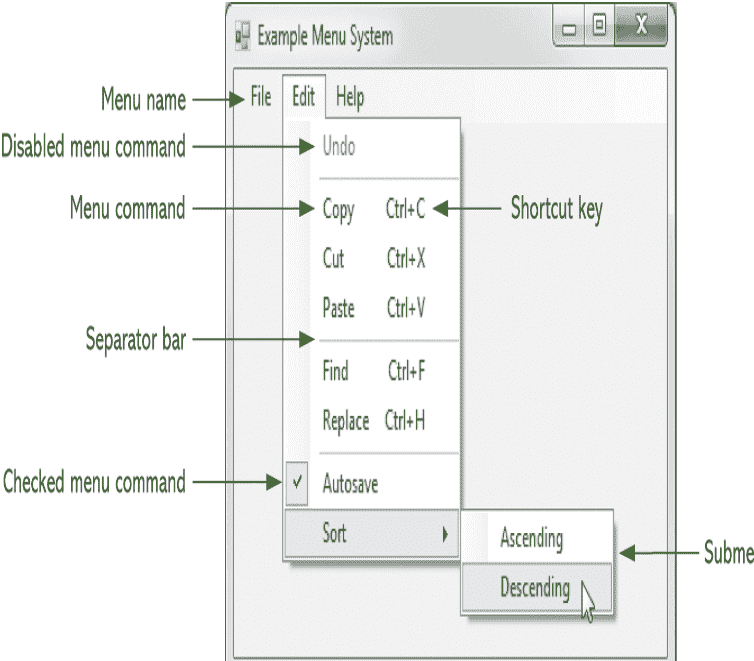 Example Menu System
Menu name File Edit Help
Disabled menu command Undo
Menu command Copy Ctrl+C Shortcut key
Cut Ctrl+X
Paste Ctrl+V
Separator bar
Find Ctrl+F
Replace Ctrl+H
Checked menu command Autosave
Sort
Ascending
Subme
Descending